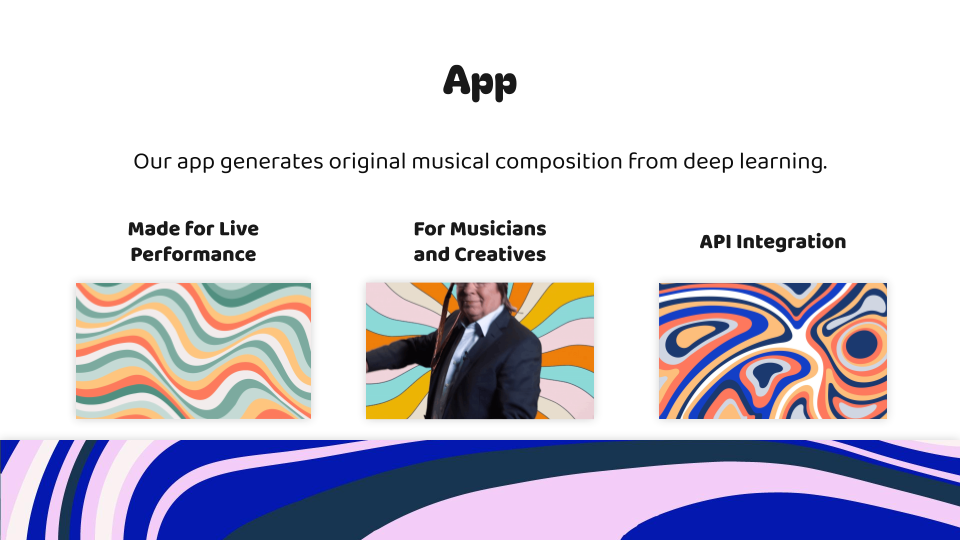 App
Our app generates original musical composition from deep learning.
Made for Live
Performance
For Musicians
and Creatives
API Integration